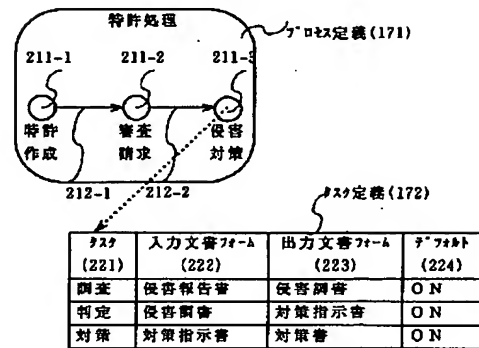 特許処理
プロセス定義(171)
211-1 211-2 211-3
特許作成 審査請求 侵害対策
212-1 212-2
タスク定義(172)
タスク(221) 入力文書フォーム(222) 出力文書フォーム(223) デフォルト(224)
調査 侵害報告書 侵害調書 ON
判定 侵害調書 対策指示書 ON
対策 対策指示書 対策書 ON